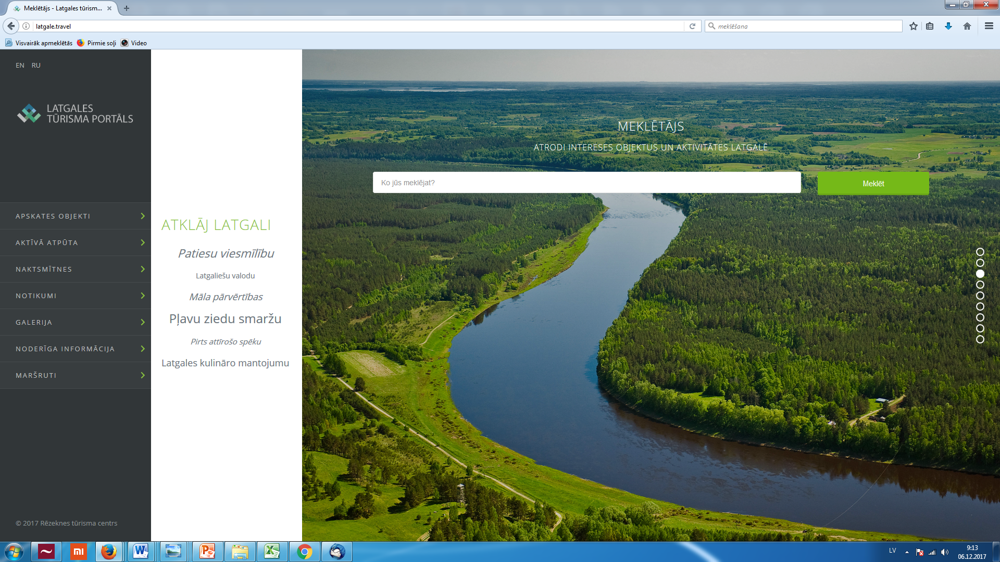 Meklētājs - Latgales tūrism...
latgale.travel
meklēšana
Visvairāk apmeklētās
Pirmie soļi
Video
EN RU
LATGALES
TŪRISMA PORTĀLS
APSKATES OBJEKTI
AKTĪVĀ ATPŪTA
NAKTSMĪTNES
NOTIKUMI
GALERIJA
NODERĪGA INFORMĀCIJA
MARŠRUTI
© 2017 Rēzeknes tūrisma centrs
ATKLĀJ LATGALI
Patiesu viesmīlību
Latgaliešu valodu
Māla pārvērtības
Pļavu ziedu smaržu
Pirts attīrošo spēku
Latgales kulināro mantojumu
MEKLĒTĀJS
ATRODI INTERESES OBJEKTUS UN AKTIVITĀTES LATGALĒ
Ko jūs meklējat?
Meklēt
mi
LV
9:13
06.12.2017